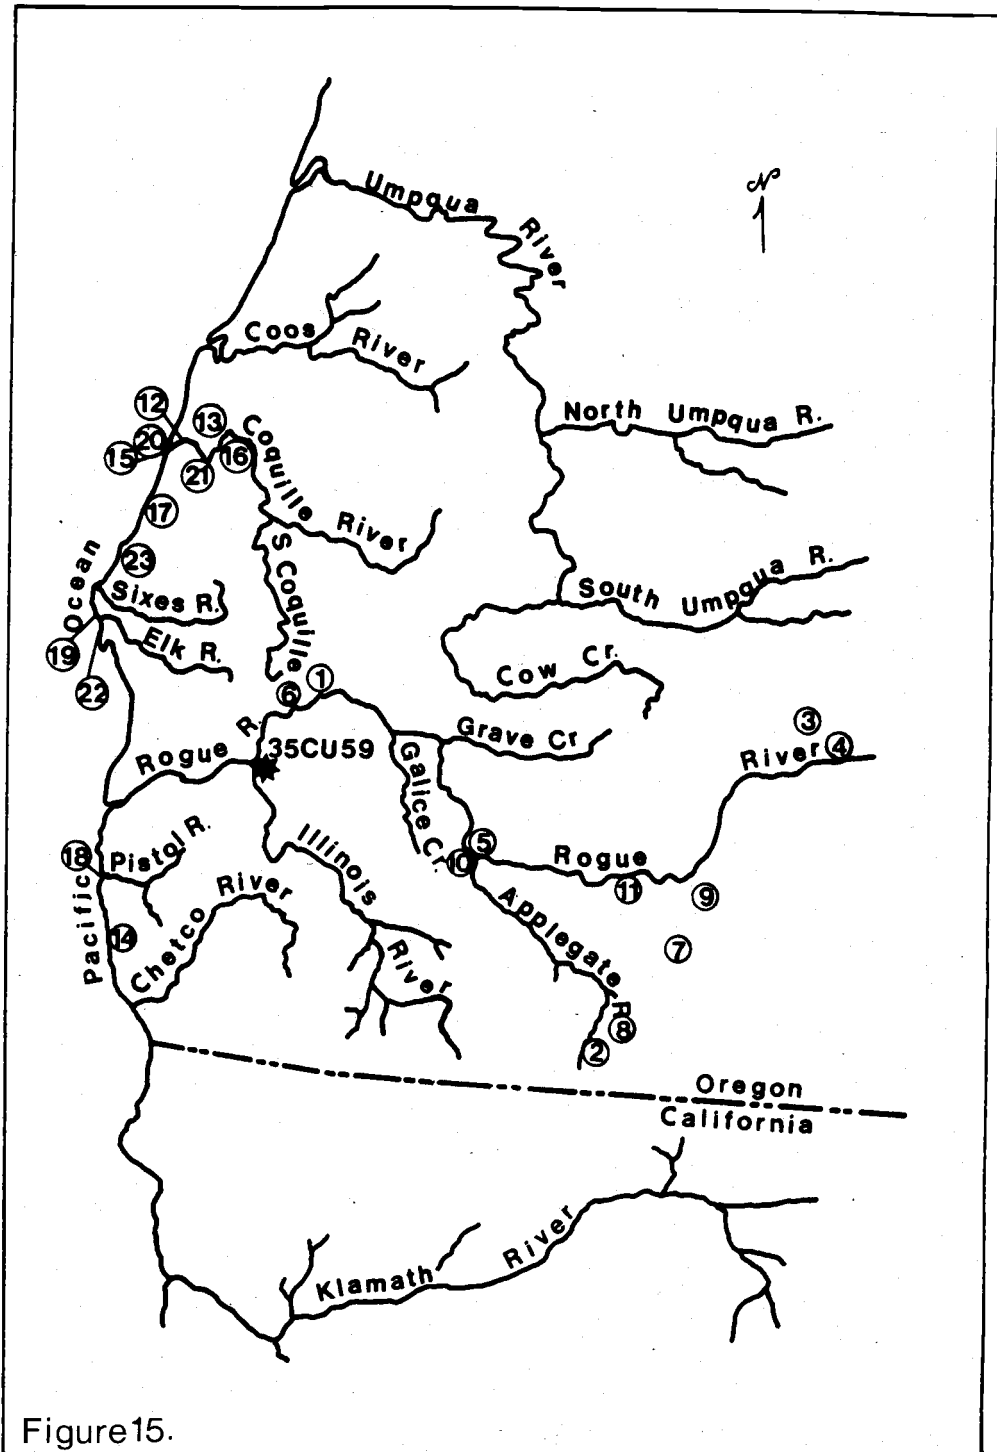 N
Umpqua River
Coos River
12
13
20
15
21
16
Coquille River
North Umpqua R.
17
23
Ocean
Sixes R.
S Coquille
South Umpqua R.
19
Elk R.
22
Cow Cr.
6
1
3
Rogue R.
35CU59
Grave Cr
River
4
Galice Cr.
5
10
Rogue
11
9
18
Pistol R.
Pacific
14
Chetco River
Illinois River
Applegate R
7
8
2
Oregon
California
Klamath River
Figure 15.